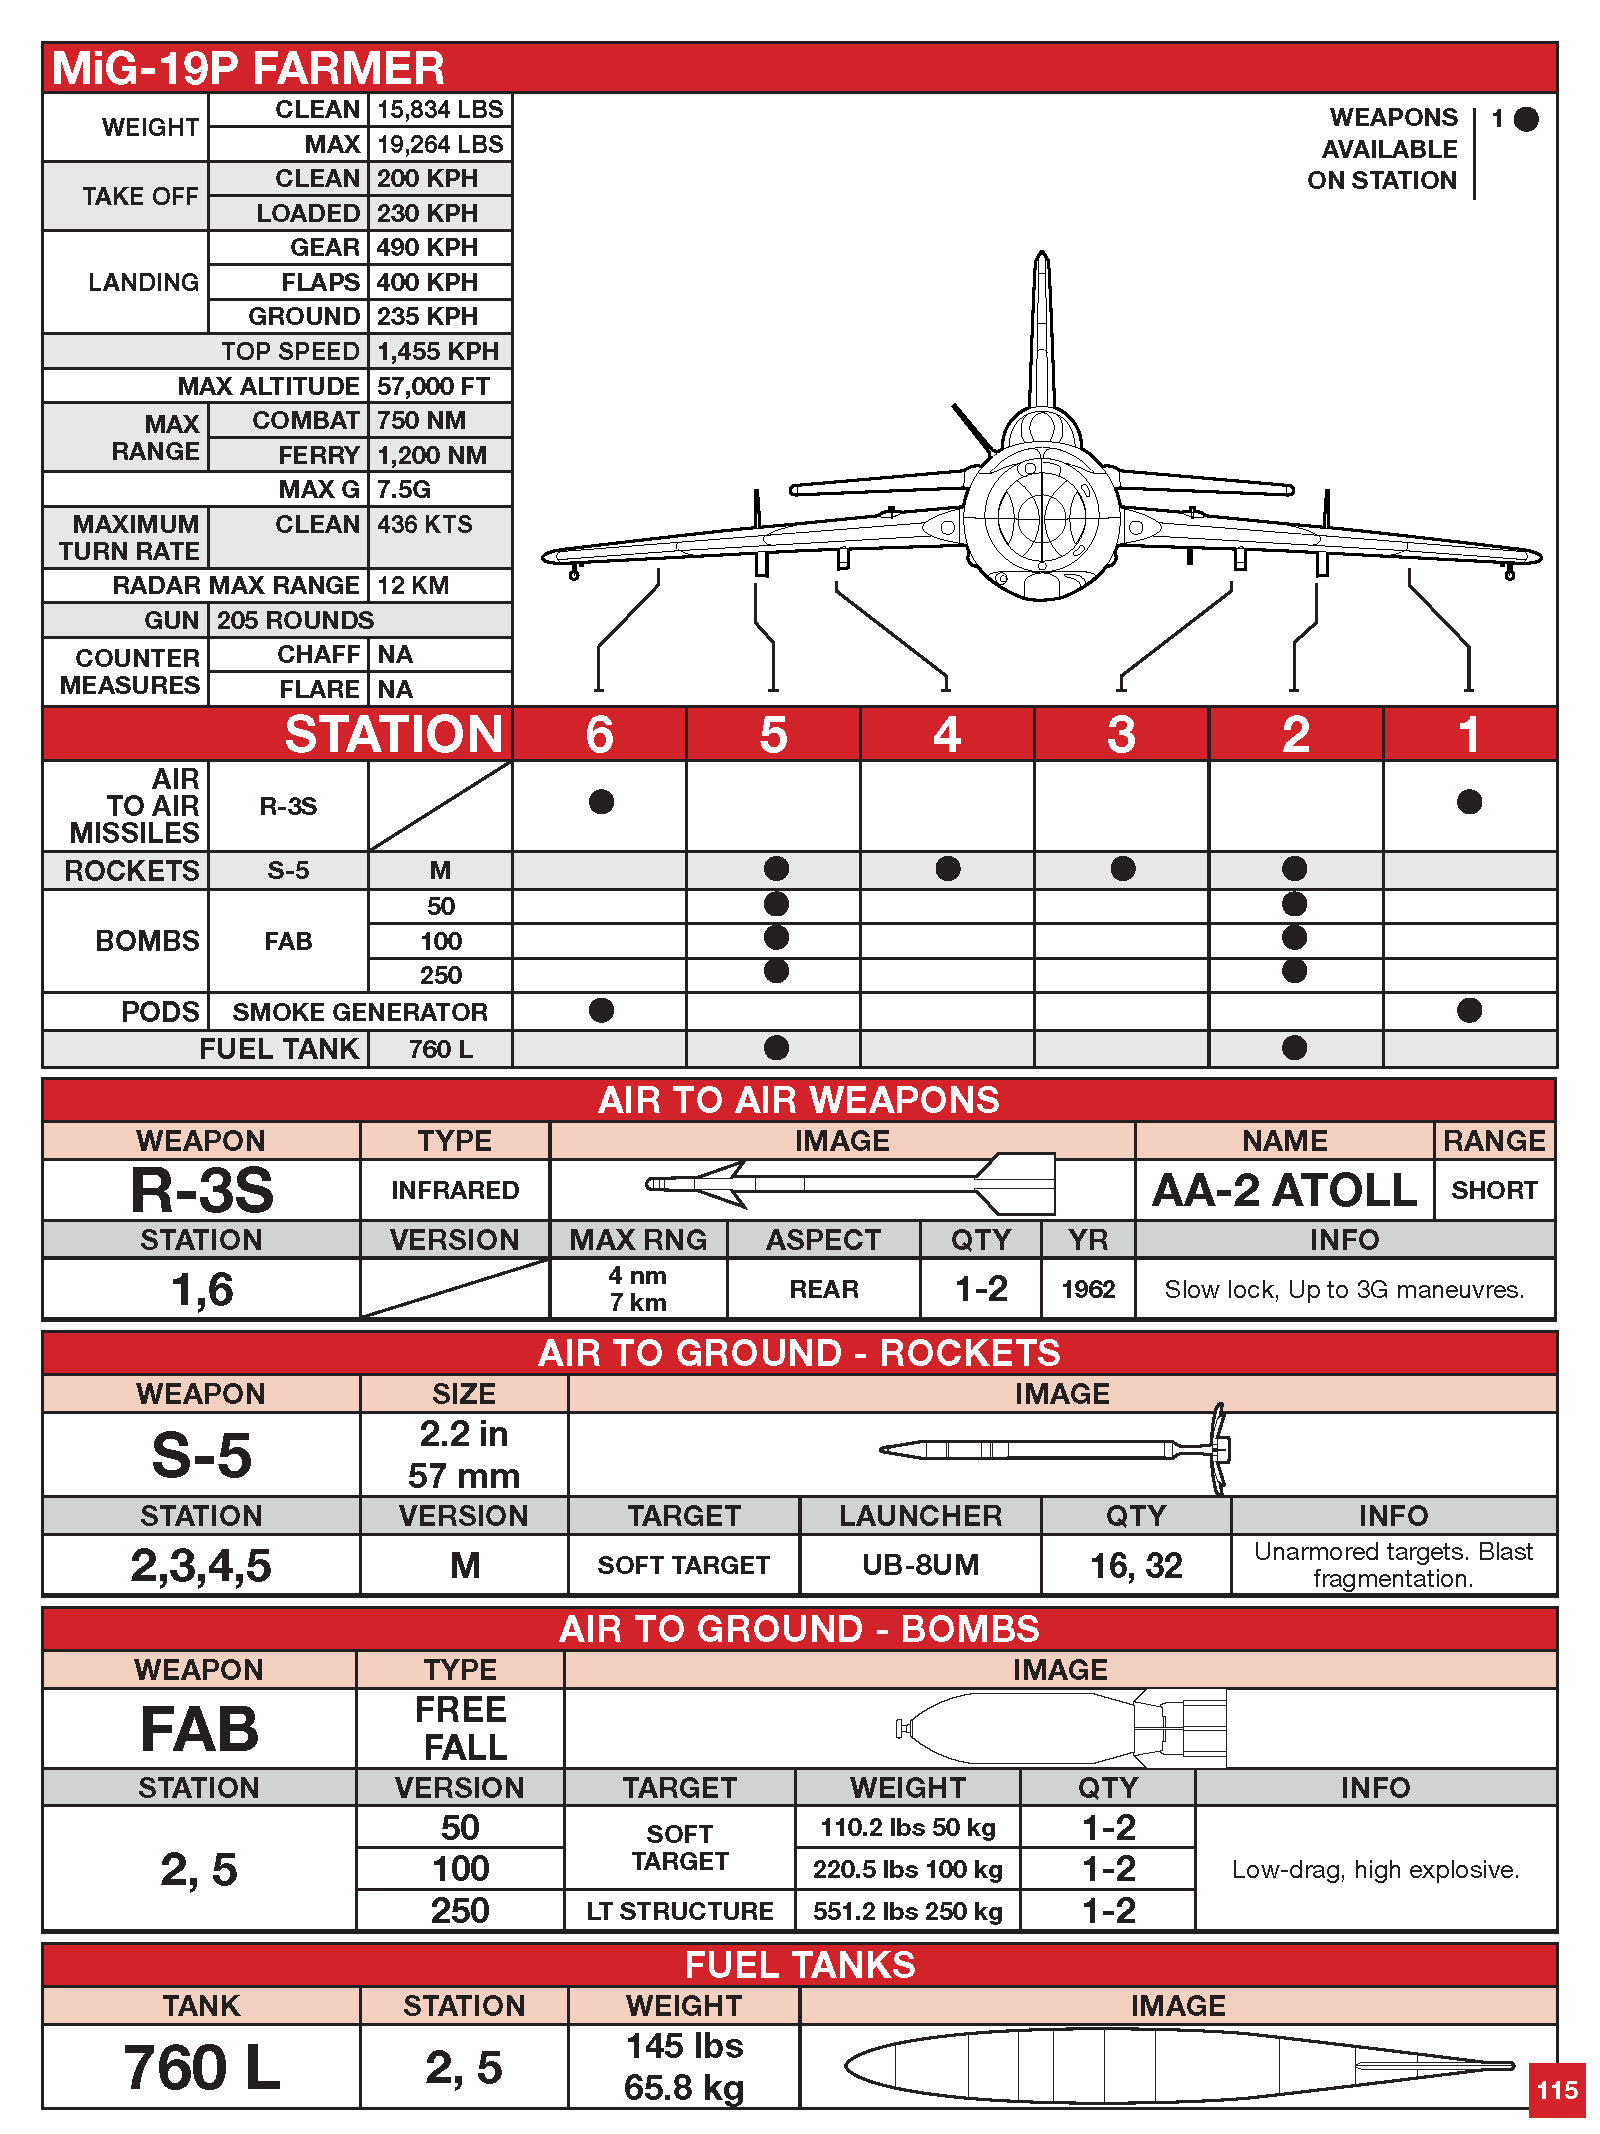 MiG-19P FARMER
WEIGHT
CLEAN 15,834 LBS
MAX 19,264 LBS
TAKE OFF
CLEAN 200 KPH
LOADED 230 KPH
LANDING
GEAR 490 KPH
FLAPS 400 KPH
GROUND 235 KPH
TOP SPEED 1,455 KPH
MAX ALTITUDE 57,000 FT
MAX
RANGE
COMBAT 750 NM
FERRY 1,200 NM
MAX G 7.5G
MAXIMUM
TURN RATE
CLEAN 436 KTS
RADAR MAX RANGE 12 KM
GUN 205 ROUNDS
COUNTER
MEASURES
CHAFF NA
FLARE NA
WEAPONS
AVAILABLE
ON STATION
1
STATION 6 5 4 3 2 1
AIR
TO AIR
MISSILES
R-3S
ROCKETS S-5 M
BOMBS FAB
50
100
250
PODS SMOKE GENERATOR
FUEL TANK 760 L
AIR TO AIR WEAPONS
WEAPON TYPE IMAGE NAME RANGE
R-3S INFRARED AA-2 ATOLL SHORT
STATION VERSION MAX RNG ASPECT QTY YR INFO
1,6
4 nm
7 km
REAR 1-2 1962 Slow lock, Up to 3G maneuvres.
AIR TO GROUND - ROCKETS
WEAPON SIZE IMAGE
S-5
2.2 in
57 mm
STATION VERSION TARGET LAUNCHER QTY INFO
2,3,4,5 M SOFT TARGET UB-8UM 16, 32
Unarmored targets. Blast
fragmentation.
AIR TO GROUND - BOMBS
WEAPON TYPE IMAGE
FAB
FREE
FALL
STATION VERSION TARGET WEIGHT QTY INFO
2, 5
50
SOFT
TARGET
110.2 lbs 50 kg 1-2
100 220.5 lbs 100 kg 1-2
250 LT STRUCTURE 551.2 lbs 250 kg 1-2
Low-drag, high explosive.
FUEL TANKS
TANK STATION WEIGHT IMAGE
760 L 2, 5
145 lbs
65.8 kg
115